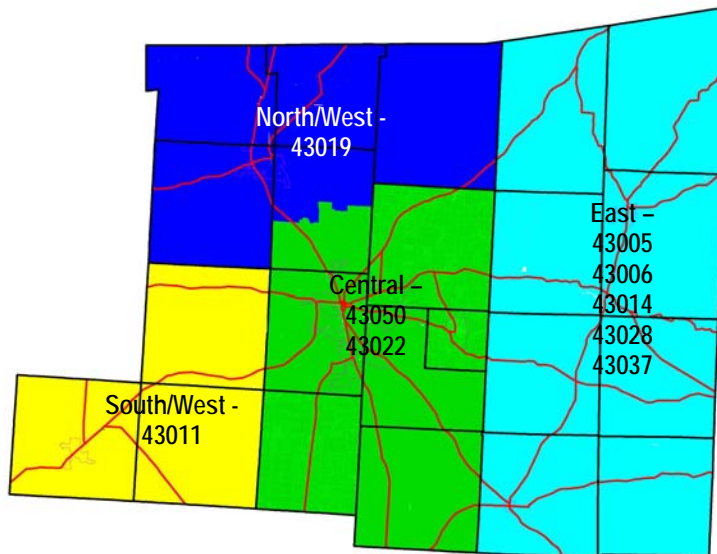 North/West -
43019
East –
43005
43006
43014
43028
43037
Central –
43050
43022
South/West -
43011